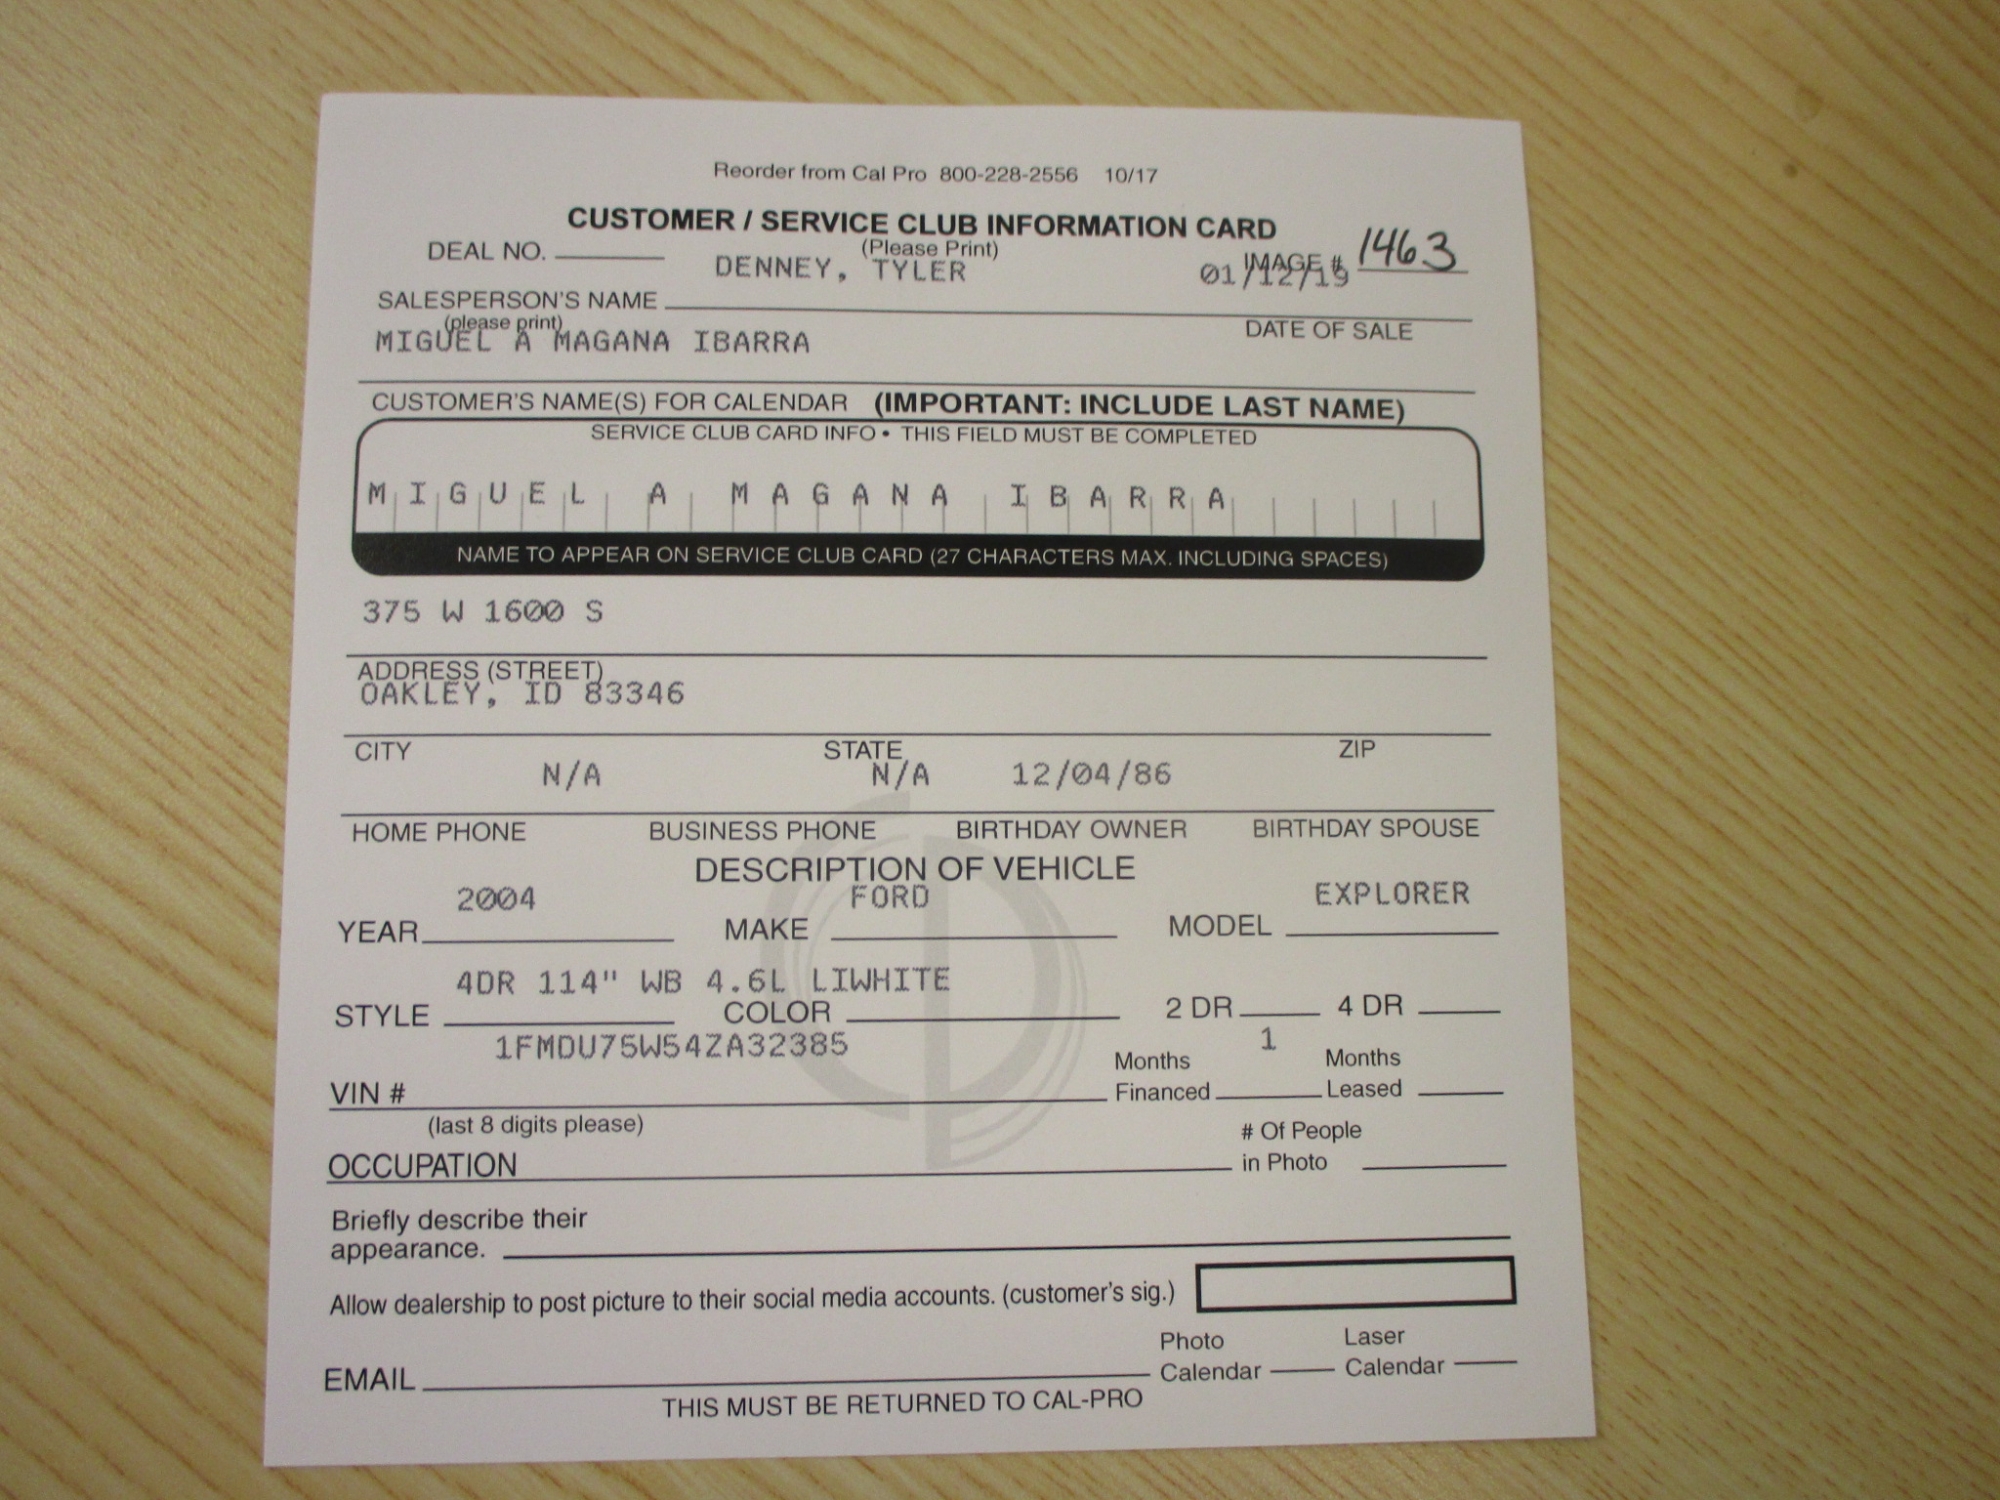 Reorder from Cal Pro 800-228-2556 10/17
CUSTOMER / SERVICE CLUB INFORMATION CARD
(Please Print)
DEAL NO. IMAGE # 1463
DENNEY, TYLER 01/12/19
SALESPERSON'S NAME
(please print) DATE OF SALE
MIGUEL A MAGANA IBARRA
CUSTOMER'S NAME(S) FOR CALENDAR (IMPORTANT: INCLUDE LAST NAME)
SERVICE CLUB CARD INFO • THIS FIELD MUST BE COMPLETED
MIGUEL A MAGANA IBARRA
NAME TO APPEAR ON SERVICE CLUB CARD (27 CHARACTERS MAX. INCLUDING SPACES)
375 W 1600 S
ADDRESS (STREET)
OAKLEY, ID 83346
CITY STATE ZIP
N/A N/A 12/04/86
HOME PHONE BUSINESS PHONE BIRTHDAY OWNER BIRTHDAY SPOUSE
DESCRIPTION OF VEHICLE
2004 FORD EXPLORER
YEAR MAKE MODEL
4DR 114" WB 4.6L LIWHITE
STYLE COLOR 2 DR 4 DR
1FMDU75W54ZA32385 1
VIN # Months Financed Months Leased
(last 8 digits please)
OCCUPATION # Of People in Photo
Briefly describe their
appearance.
Allow dealership to post picture to their social media accounts. (customer's sig.)
EMAIL Photo Calendar Laser Calendar
THIS MUST BE RETURNED TO CAL-PRO